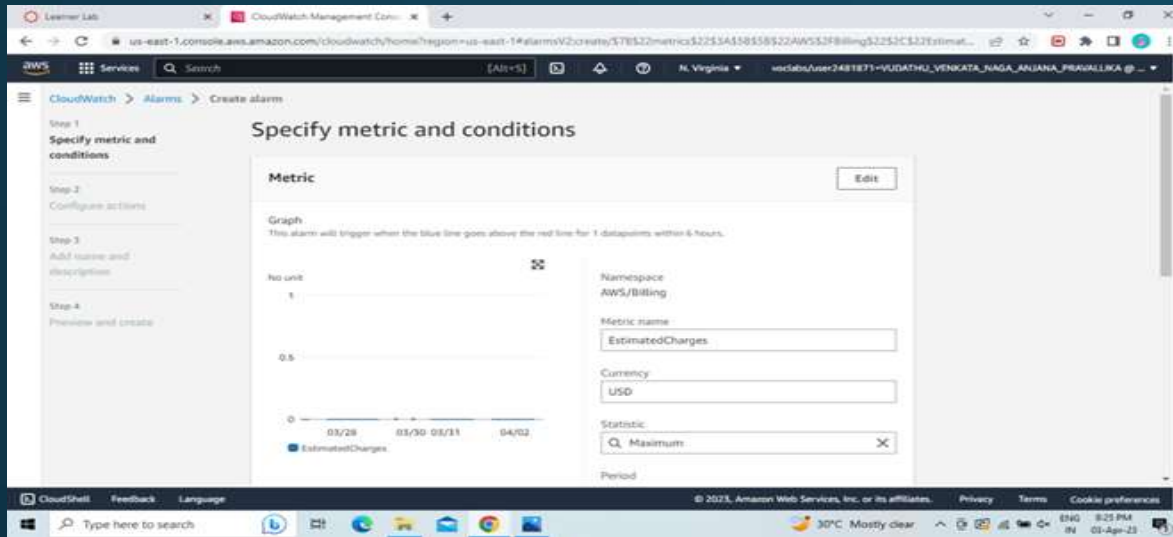 Learner Lab
CloudWatch Management Cons
us-east-1.console.aws.amazon.com/cloudwatch/home?region=us-east-1#alarmsV2:create/
aws
Services
Search
[Alt+S]
N. Virginia
voclabs/user2481871=VUDATHU_VENKATA_NAGA_ANJANA_PRAVALLIKA @ ...
CloudWatch > Alarms > Create alarm
Step 1
Specify metric and
conditions
Step 2
Configure actions
Step 3
Add name and
description
Step 4
Preview and create
Specify metric and conditions
Metric
Edit
Graph
This alarm will trigger when the blue line goes above the red line for 1 datapoints within 6 hours.
No unit
1
0.5
0
03/28 03/30 03/31 04/02
EstimatedCharges
Namespace
AWS/Billing
Metric name
EstimatedCharges
Currency
USD
Statistic
Maximum
Period
CloudShell Feedback Language
© 2023, Amazon Web Services, Inc. or its affiliates. Privacy Terms Cookie preferences
Type here to search
30°C Mostly clear
ENG
IN
8:25 PM
-Apr-23